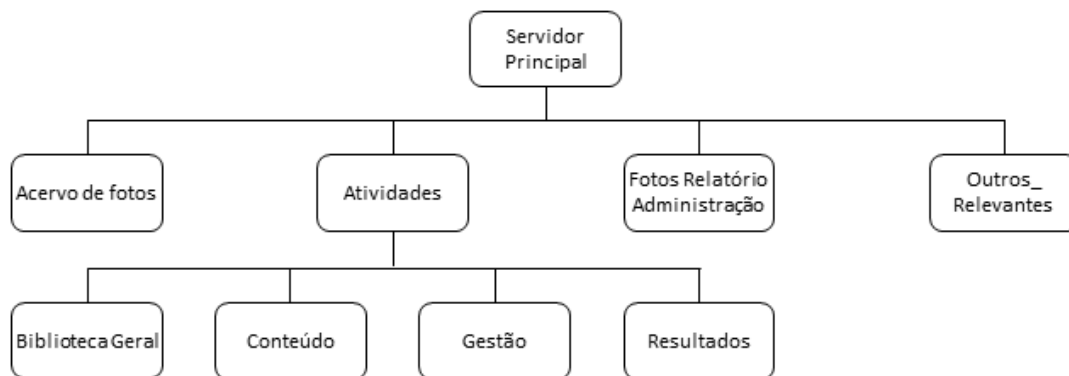 Servidor
Principal
Acervo de fotos
Atividades
Fotos Relatório
Administração
Outros_
Relevantes
Biblioteca Geral
Conteúdo
Gestão
Resultados